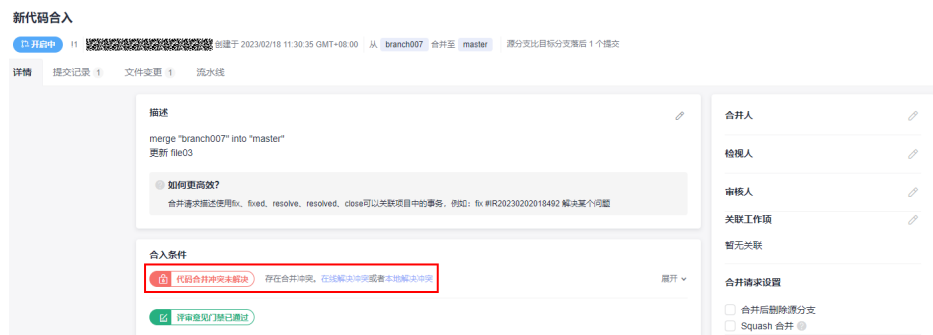 新代码合入
开启中 !1 创建于 2023/02/18 11:30:35 GMT+08:00 从 branch007 合并至 master 源分支比目标分支落后 1 个提交
详情 提交记录 1 文件变更 1 流水线
描述
merge "branch007" into "master"
更新 file03
如何更高效?
合并请求描述使用fix、fixed、resolve、resolved、close可以关联项目中的事务，例如：fix #IR20230202018492 解决某个问题
合入条件
代码合并冲突未解决 存在合并冲突。在线解决冲突或者本地解决冲突 展开
评审意见门禁已通过
合并人
检视人
审核人
关联工作项
暂无关联
合并请求设置
合并后删除源分支
Squash 合并